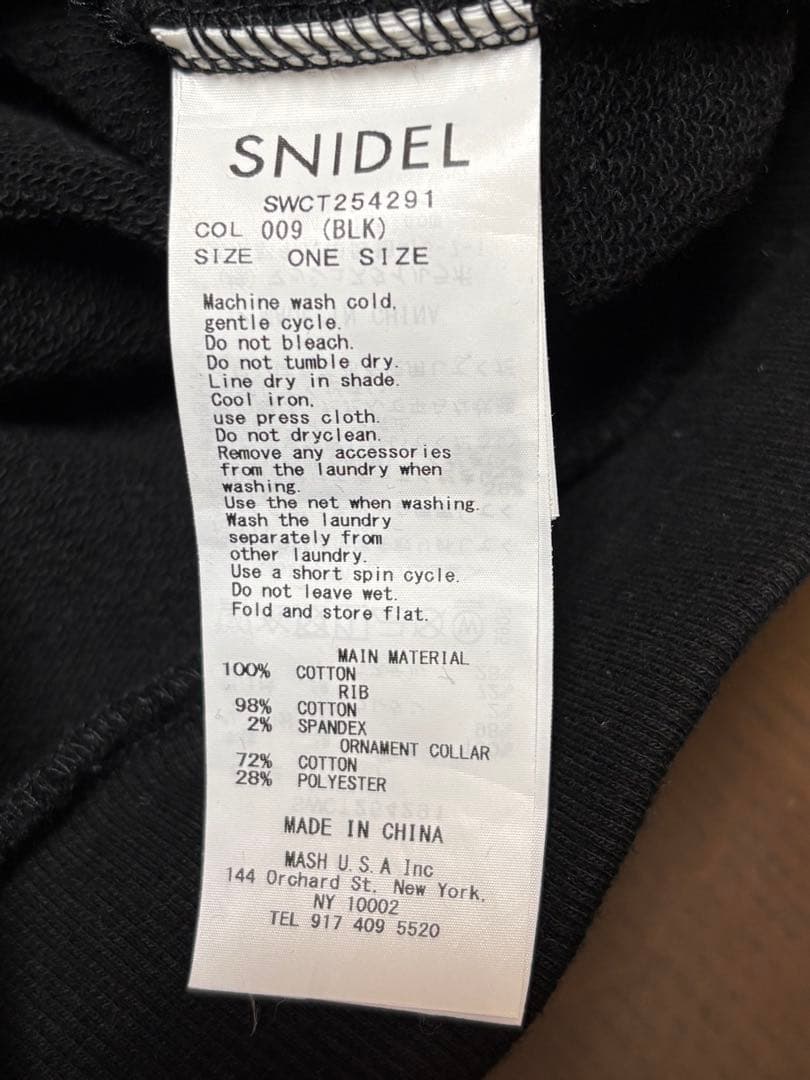 SNIDEL
SWCT254291
COL 009 (BLK)
SIZE ONE SIZE
Machine wash cold,
gentle cycle.
Do not bleach.
Do not tumble dry.
Line dry in shade.
Cool iron,
use press cloth.
Do not dryclean.
Remove any accessories
from the laundry when
washing.
Use the net when washing.
Wash the laundry
separately from
other laundry.
Use a short spin cycle.
Do not leave wet.
Fold and store flat.
MAIN MATERIAL
100% COTTON
RIB
98% COTTON
2% SPANDEX
ORNAMENT COLLAR
72% COTTON
28% POLYESTER
MADE IN CHINA
MASH U.S.A Inc
144 Orchard St. New York.
NY 10002
TEL 917 409 5520